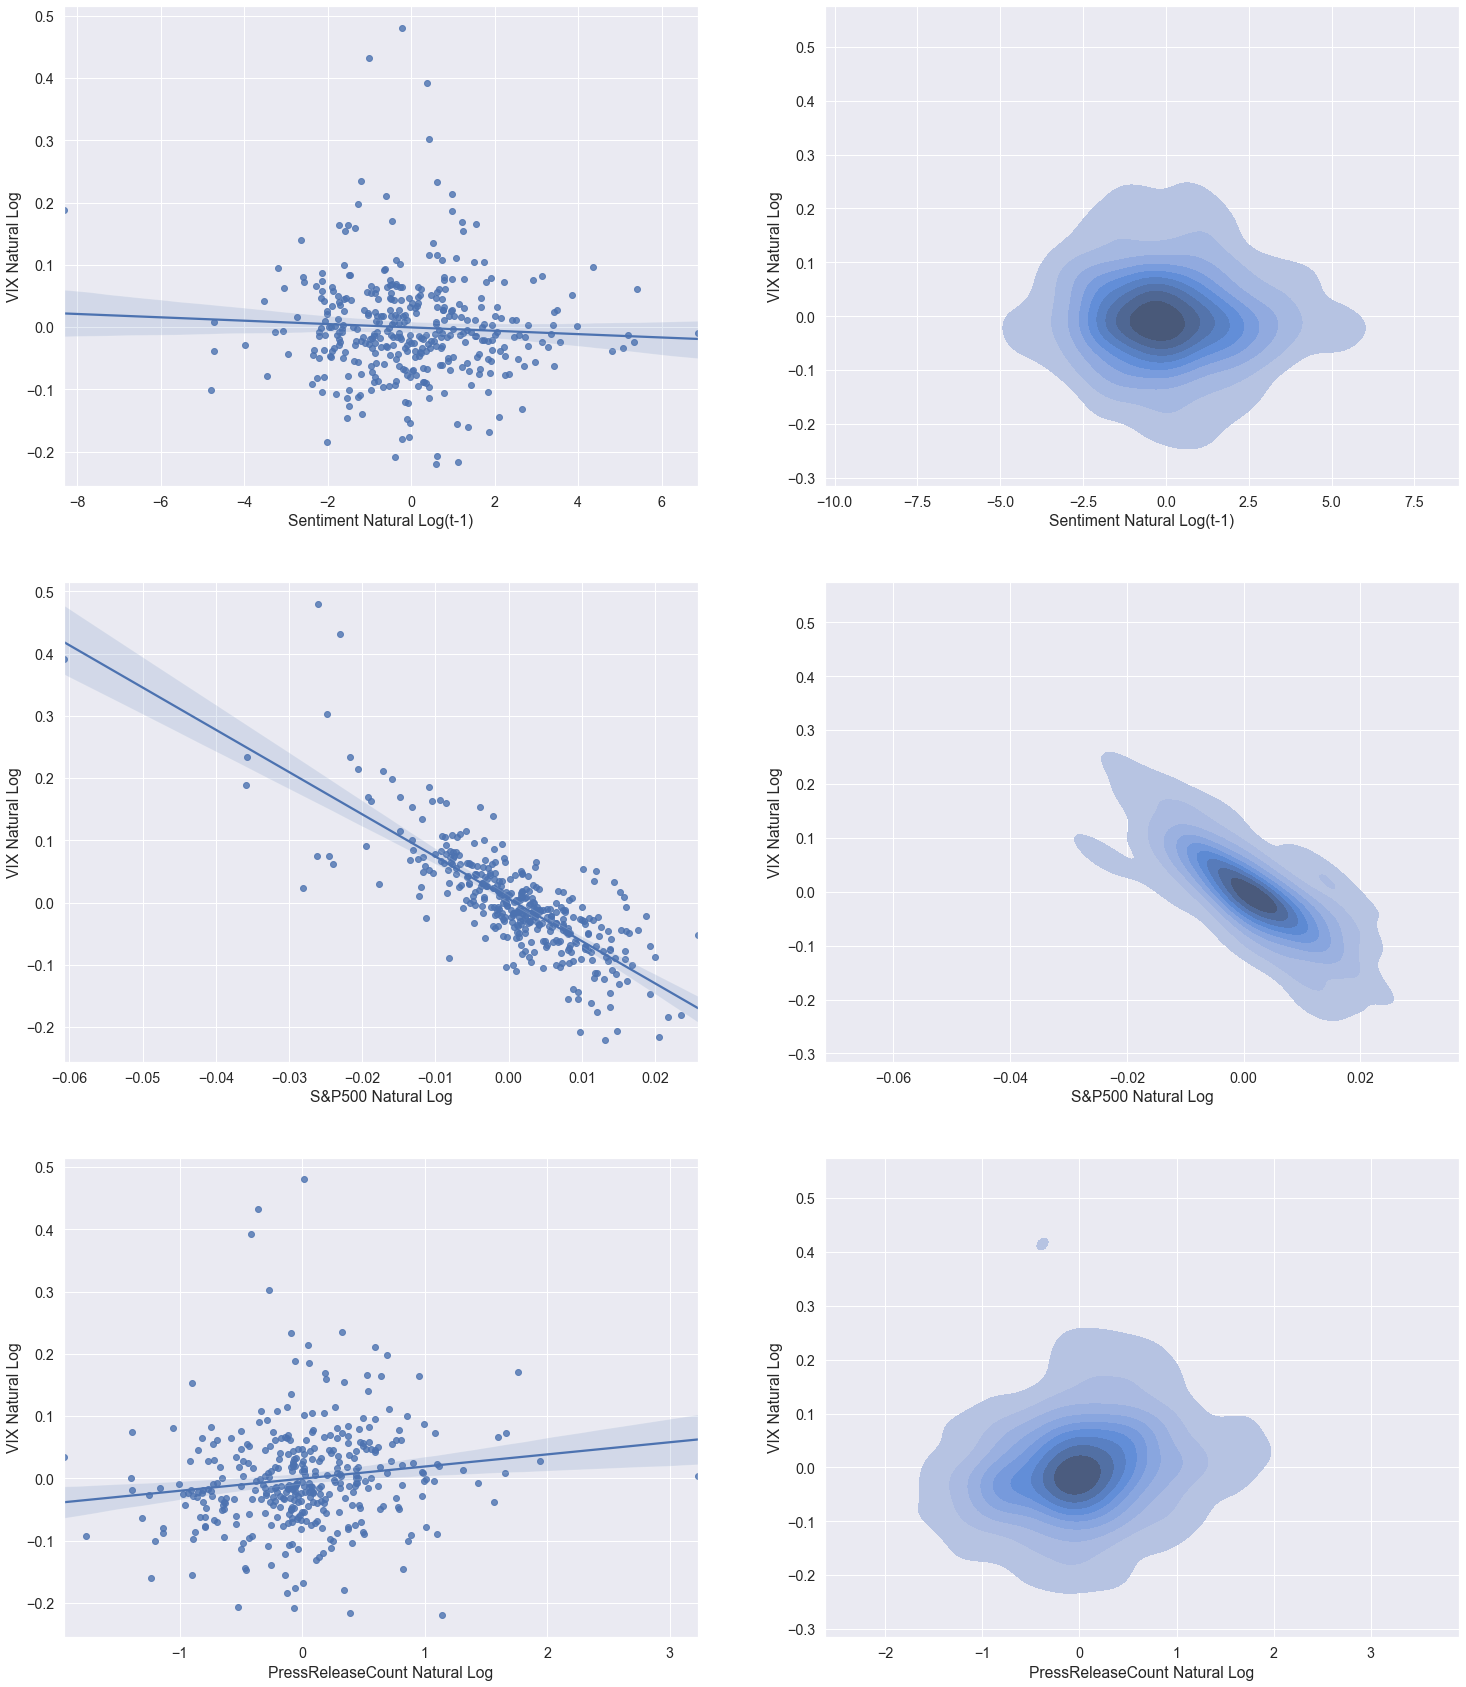 0.5
0.4
0.3
0.2
0.1
0.0
−0.1
−0.2
VIX Natural Log
−8 −6 −4 −2 0 2 4 6
Sentiment Natural Log(t-1)
0.5
0.4
0.3
0.2
0.1
0.0
−0.1
−0.2
−0.3
VIX Natural Log
−10.0 −7.5 −5.0 −2.5 0.0 2.5 5.0 7.5
Sentiment Natural Log(t-1)
0.5
0.4
0.3
0.2
0.1
0.0
−0.1
−0.2
VIX Natural Log
−0.06 −0.05 −0.04 −0.03 −0.02 −0.01 0.00 0.01 0.02
S&P500 Natural Log
0.5
0.4
0.3
0.2
0.1
0.0
−0.1
−0.2
−0.3
VIX Natural Log
−0.06 −0.04 −0.02 0.00 0.02
S&P500 Natural Log
0.5
0.4
0.3
0.2
0.1
0.0
−0.1
−0.2
VIX Natural Log
−1 0 1 2 3
PressReleaseCount Natural Log
0.5
0.4
0.3
0.2
0.1
0.0
−0.1
−0.2
−0.3
VIX Natural Log
−2 −1 0 1 2 3
PressReleaseCount Natural Log